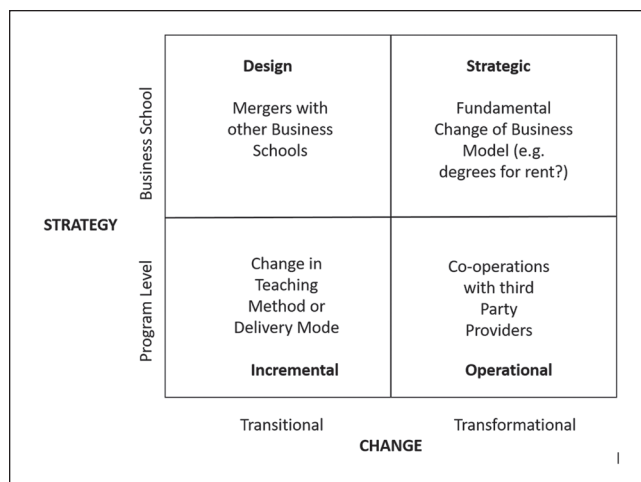 Design
Mergers with
other Business
Schools
Strategic
Fundamental
Change of Business
Model (e.g.
degrees for rent?)
Business School
STRATEGY
Program Level
Change in
Teaching
Method or
Delivery Mode
Incremental
Co-operations
with third
Party
Providers
Operational
Transitional
Transformational
CHANGE
|